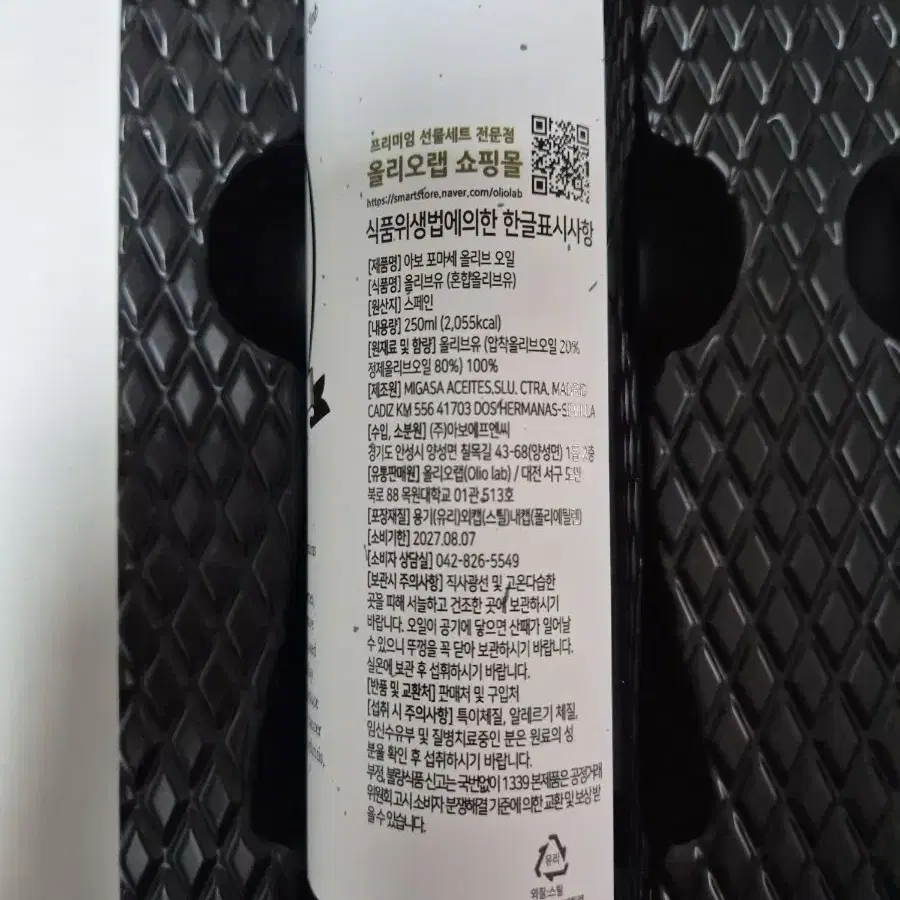 프리미엄 선물세트 전문점
올리오랩 쇼핑몰
https://smartstore.naver.com/oliolab
식품위생법에의한 한글표시사항
[제품명] 아보 포마세 올리브 오일
[식품명] 올리브유 (혼합올리브유)
[원산지] 스페인
[내용량] 250ml (2,055kcal)
[원재료 및 함량] 올리브유 (압착올리브오일 20%
정제올리브오일 80%) 100%
[제조원] MIGASA ACEITES.SLU. CTRA. MADRID
CADIZ KM 556 41703 DOS HERMANAS-SEVILLA
[수입, 소분원] (주)아보에프엔씨
경기도 안성시 양성면 칠목길 43-68(양성면)
[유통판매원] 올리오랩(Olio lab) / 대전 서구 도안
북로 88 목원대학교 01관 513호
[포장재질] 용기(유리)외캡(스틸)내캡(폴리에틸렌)
[소비기한] 2027.08.07
[소비자 상담실] 042-826-5549
[보관시 주의사항] 직사광선 및 고온다습한
곳을 피해 서늘하고 건조한 곳에 보관하시기
바랍니다. 오일이 공기에 닿으면 산패가 일어날
수 있으니 뚜껑을 꼭 닫아 보관하시기 바랍니다.
실온에 보관 후 섭취하시기 바랍니다.
[반품 및 교환처] 판매처 및 구입처
[섭취 시 주의사항] 특이체질, 알레르기 체질,
임신수유부 및 질병치료중인 분은 원료의 성
분을 확인 후 섭취하시기 바랍니다.
부정,불량식품 신고는 국번없이 1339 본제품은 공정거래
위원회 고시 소비자 분쟁해결 기준에 의한 교환 및 보상 받
을 수 있습니다.
유리
외캡:스틸